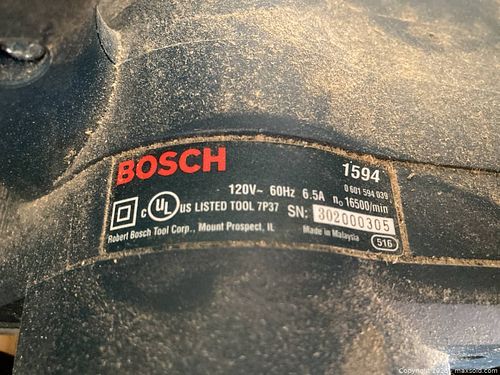 BOSCH 1594
0 601 594 039
120V~ 60Hz 6.5A n₀ 16500/min
C UL US LISTED TOOL 7P37 SN: 302000305
Robert Bosch Tool Corp., Mount Prospect, IL Made in Malaysia 516